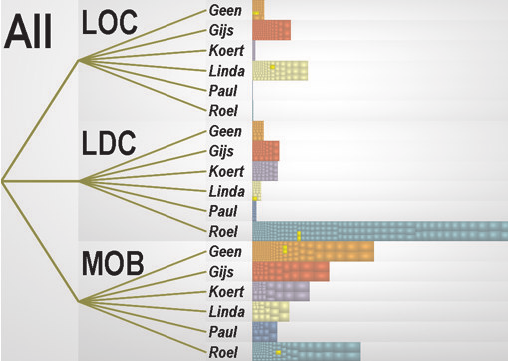 All
LOC
Geen
Gijs
Koert
Linda
Paul
Roel
LDC
Geen
Gijs
Koert
Linda
Paul
Roel
MOB
Geen
Gijs
Koert
Linda
Paul
Roel